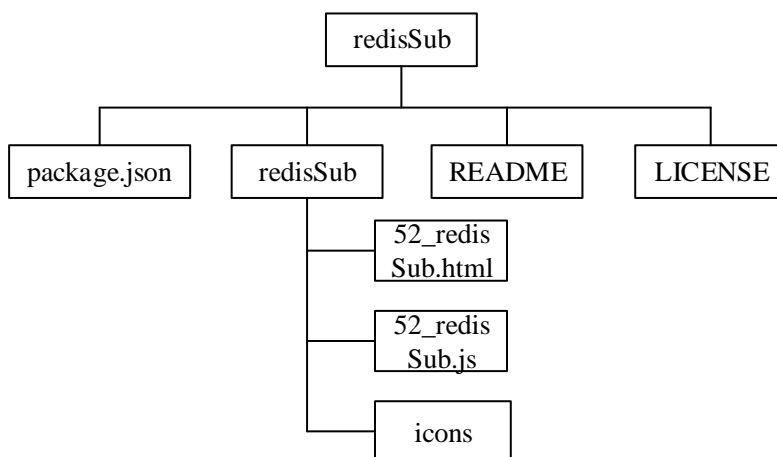 redisSub
package.json
redisSub
README
LICENSE
52_redis
Sub.html
52_redis
Sub.js
icons